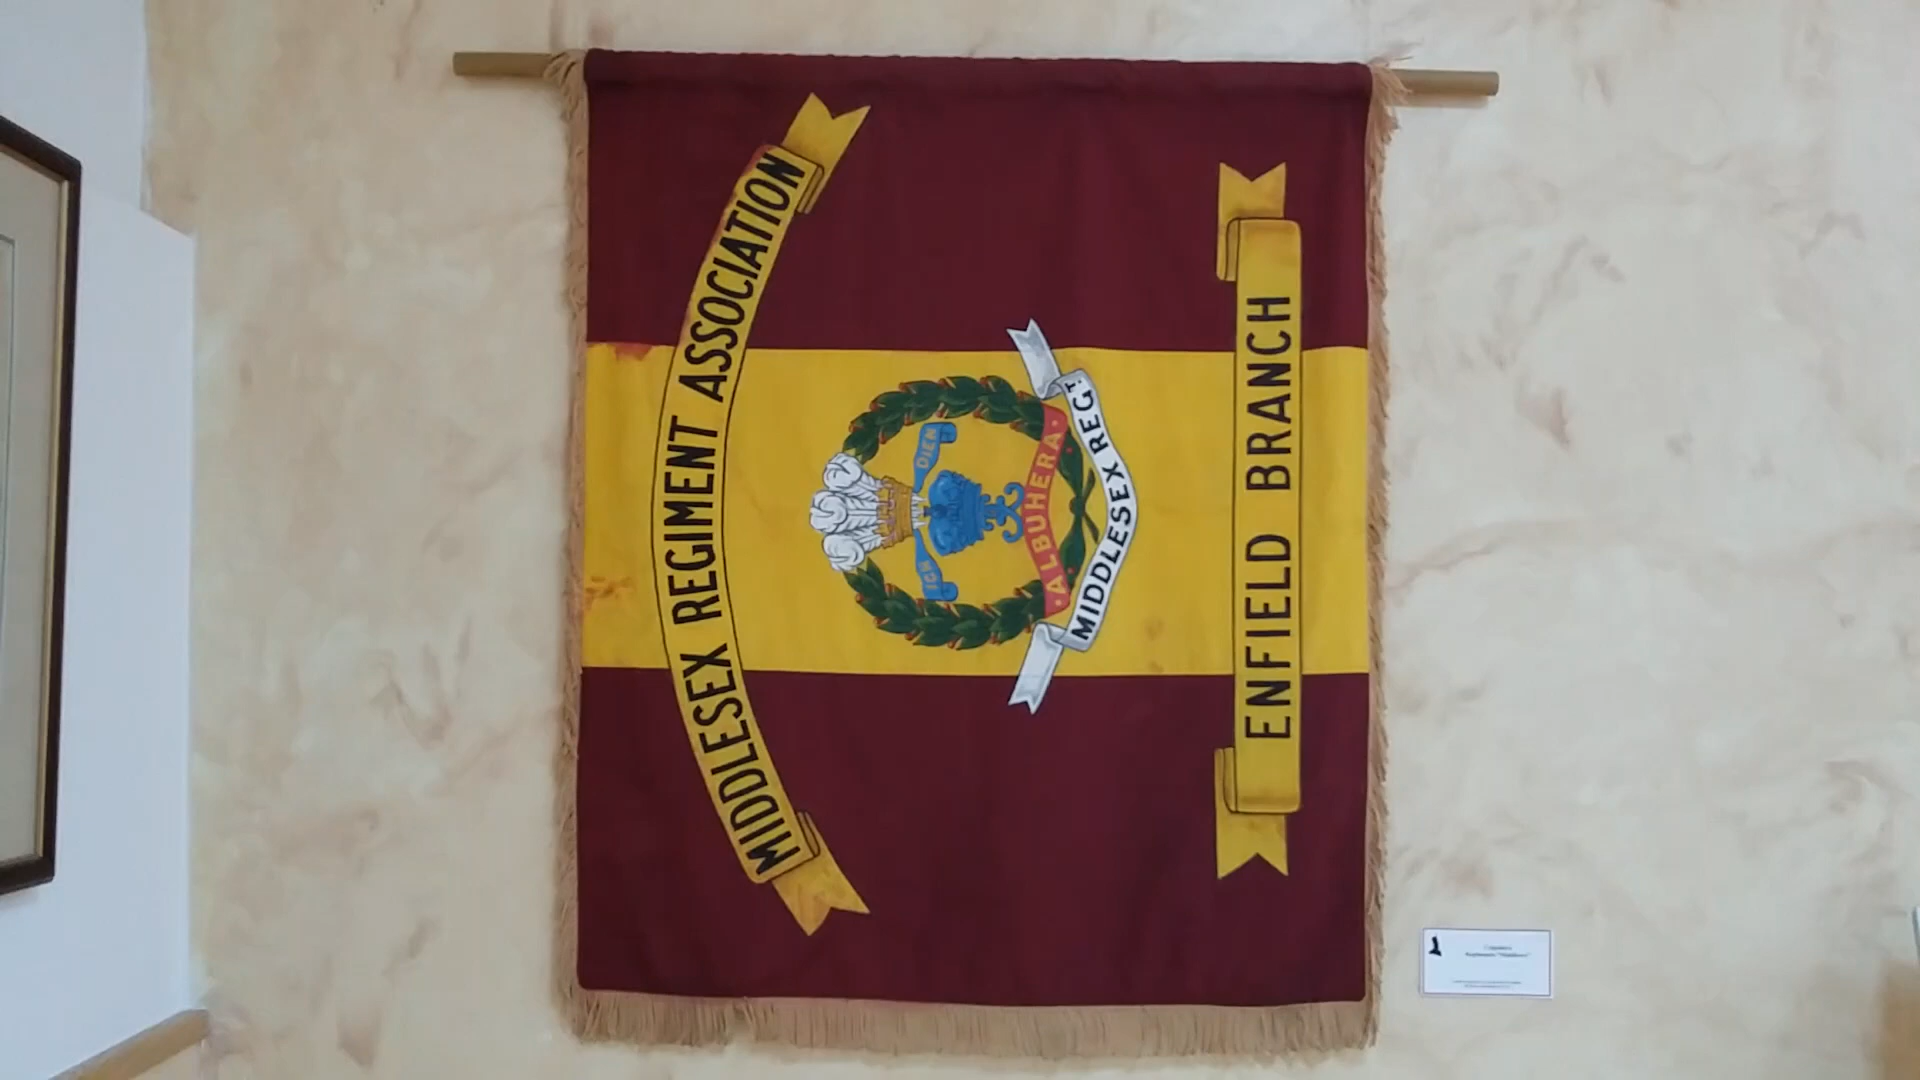 MIDDLESEX REGIMENT ASSOCIATION
ICH DIEN
ALBUHERA
MIDDLESEX REGT.
ENFIELD BRANCH